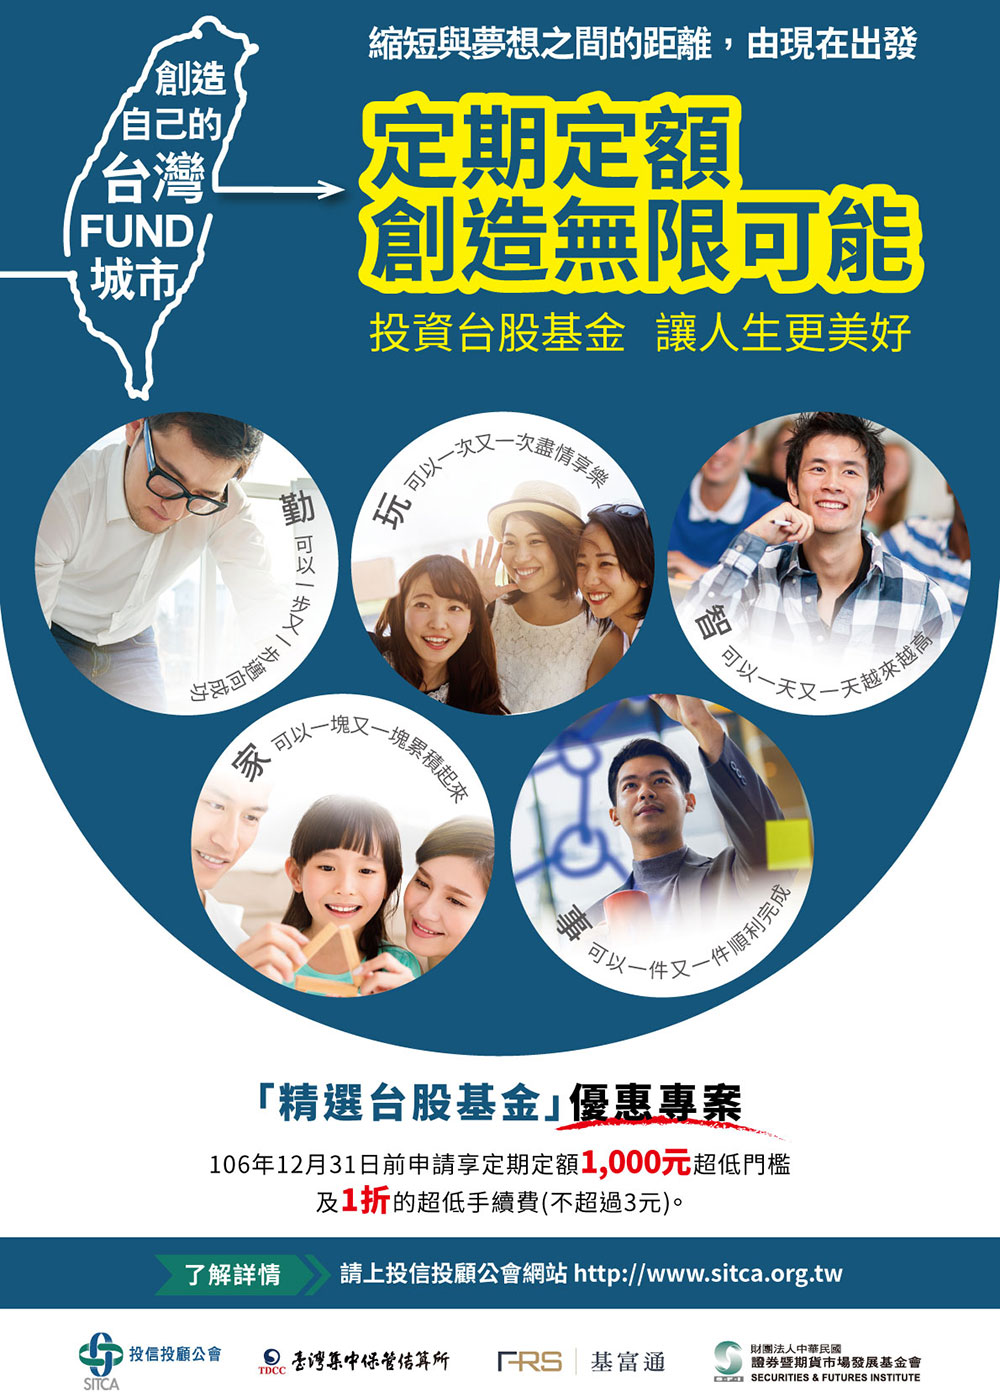 創造
自己的
台灣
FUND
城市
縮短與夢想之間的距離，由現在出發
定期定額
創造無限可能
投資台股基金 讓人生更美好
勤 可以一步又一步邁向成功
玩 可以一次又一次盡情享樂
智 可以一天又一天越來越高
家 可以一塊又一塊累積起來
事 可以一件又一件順利完成
「精選台股基金」優惠專案
106年12月31日前申請享定期定額1,000元超低門檻
及1折的超低手續費(不超過3元)。
了解詳情 請上投信投顧公會網站 http://www.sitca.org.tw
投信投顧公會
SITCA
TDCC 臺灣集中保管結算所
FRS 基富通
財團法人中華民國
證券暨期貨市場發展基金會
SECURITIES & FUTURES INSTITUTE